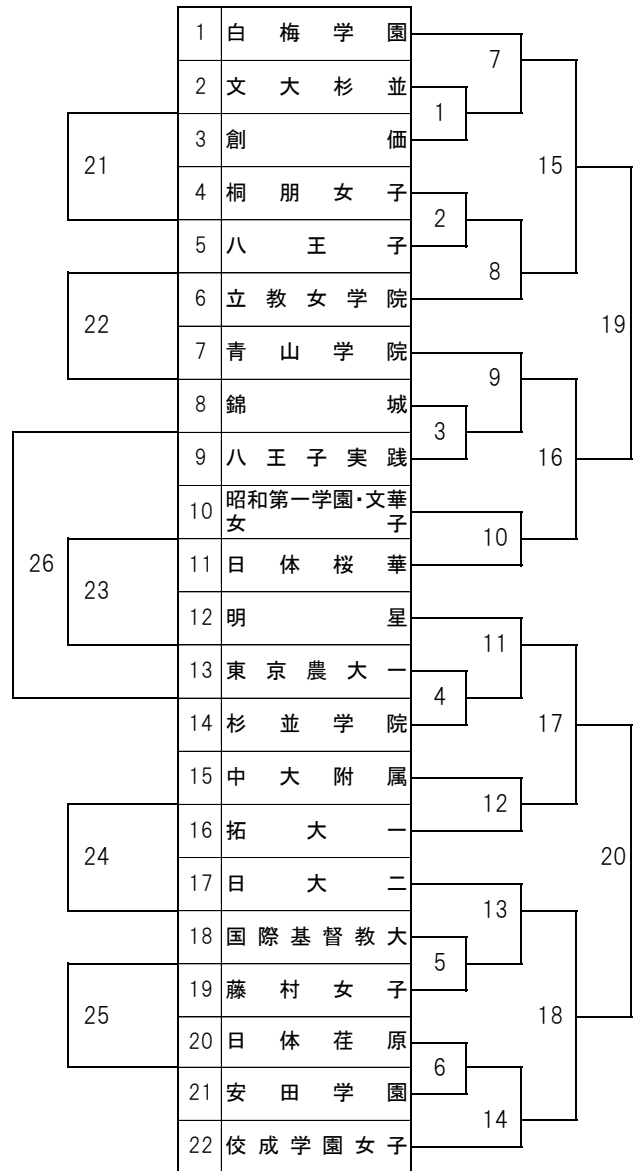 1 白梅学園
2 文大杉並
3 創価
4 桐朋女子
5 八王子
6 立教女学院
7 青山学院
8 錦城
9 八王子実践
10 昭和第一学園・文華
女子
11 日体桜華
12 明星
13 東京農大一
14 杉並学院
15 中大附属
16 拓大一
17 日大二
18 国際基督教大
19 藤村女子
20 日体荏原
21 安田学園
22 佼成学園女子
21
22
26
23
24
25
1
2
3
4
5
6
7
8
9
10
11
12
13
14
15
16
17
18
19
20